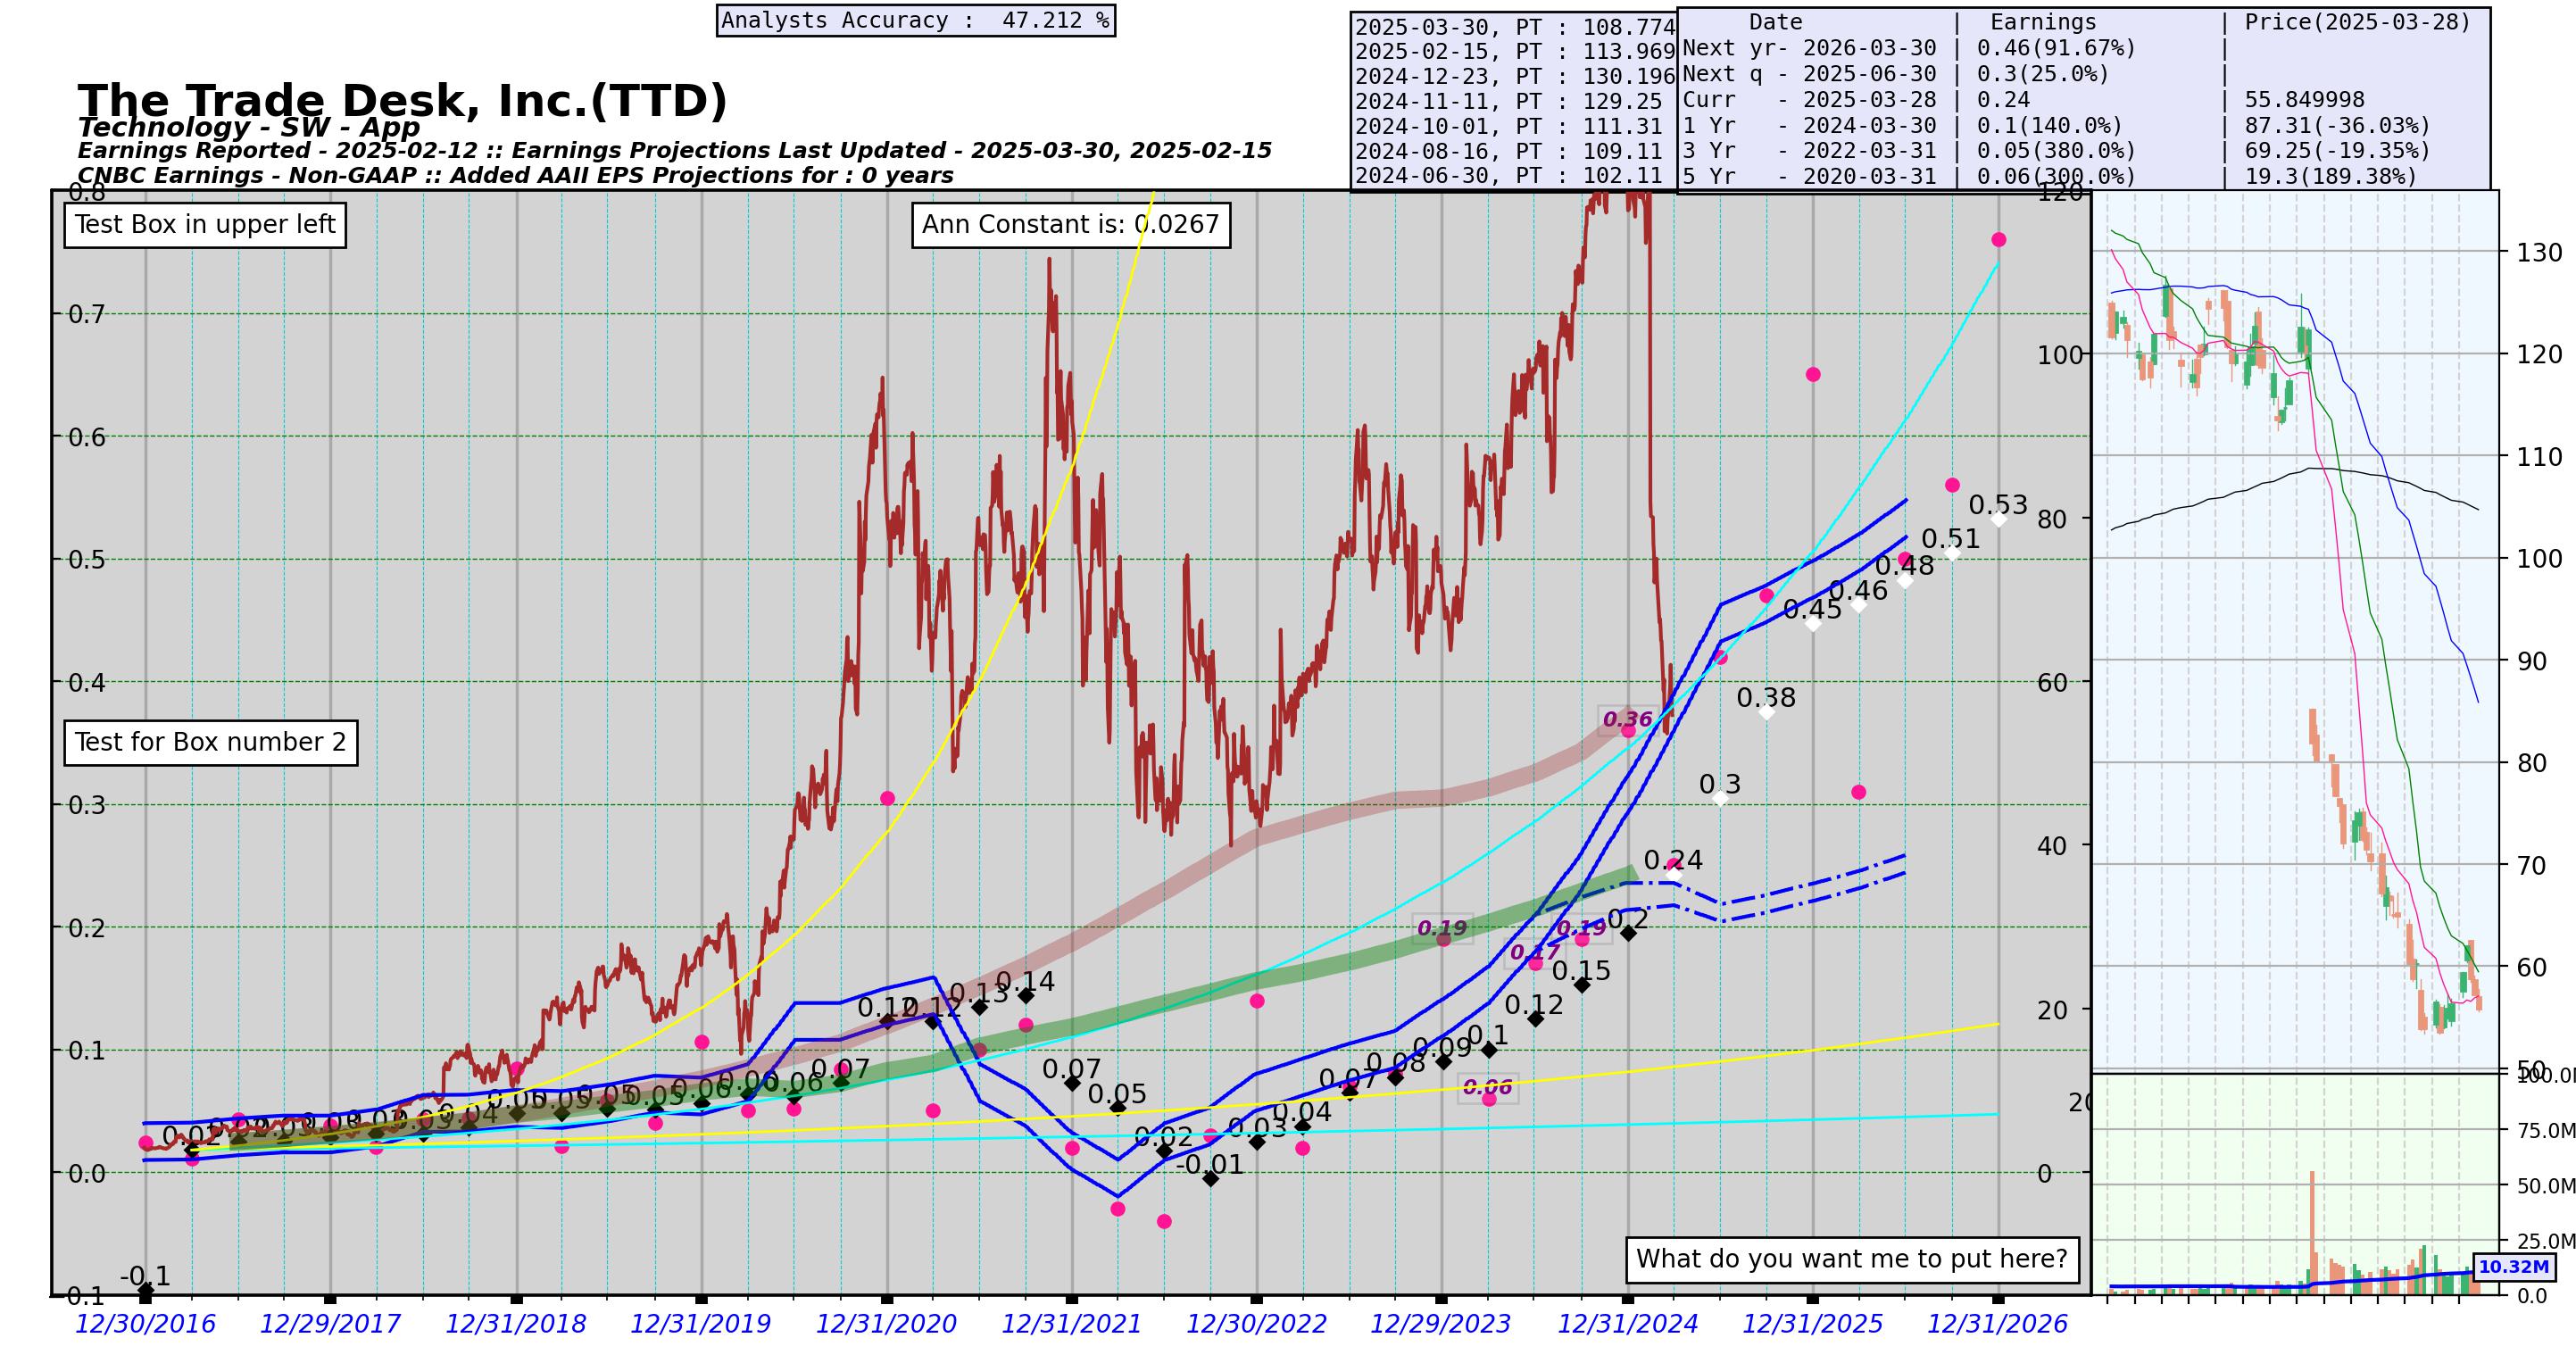 Analysts Accuracy :  47.212 %
2025-03-30, PT : 108.774
2025-02-15, PT : 113.969
2024-12-23, PT : 130.196
2024-11-11, PT : 129.25
2024-10-01, PT : 111.31
2024-08-16, PT : 109.11
2024-06-30, PT : 102.11
Date | Earnings | Price(2025-03-28)
Next yr- 2026-03-30 | 0.46(91.67%) |
Next q - 2025-06-30 | 0.3(25.0%) |
Curr - 2025-03-28 | 0.24 | 55.849998
1 Yr - 2024-03-30 | 0.1(140.0%) | 87.31(-36.03%)
3 Yr - 2022-03-31 | 0.05(380.0%) | 69.25(-19.35%)
5 Yr - 2020-03-31 | 0.06(300.0%) | 19.3(189.38%)
The Trade Desk, Inc.(TTD)
Technology - SW - App
Earnings Reported - 2025-02-12 :: Earnings Projections Last Updated - 2025-03-30, 2025-02-15
CNBC Earnings - Non-GAAP :: Added AAII EPS Projections for : 0 years
Test Box in upper left
Ann Constant is: 0.0267
Test for Box number 2
What do you want me to put here?
0.8
0.7
0.6
0.5
0.4
0.3
0.2
0.1
0.0
-0.1
0.02
0.04
0.06
0.06
0.06
0.07
0.12
0.12
0.13
0.14
0.07
0.05
0.02
-0.01
0.03
0.04
0.07
0.08
0.09
0.1
0.12
0.15
0.2
0.24
0.3
0.38
0.45
0.46
0.48
0.51
0.53
0.19
0.06
0.17
0.19
0.36
120
100
80
60
40
20
0
130
120
110
100
90
80
70
60
50
100.0M
75.0M
50.0M
25.0M
10.32M
0.0
12/30/2016
12/29/2017
12/31/2018
12/31/2019
12/31/2020
12/31/2021
12/30/2022
12/29/2023
12/31/2024
12/31/2025
12/31/2026